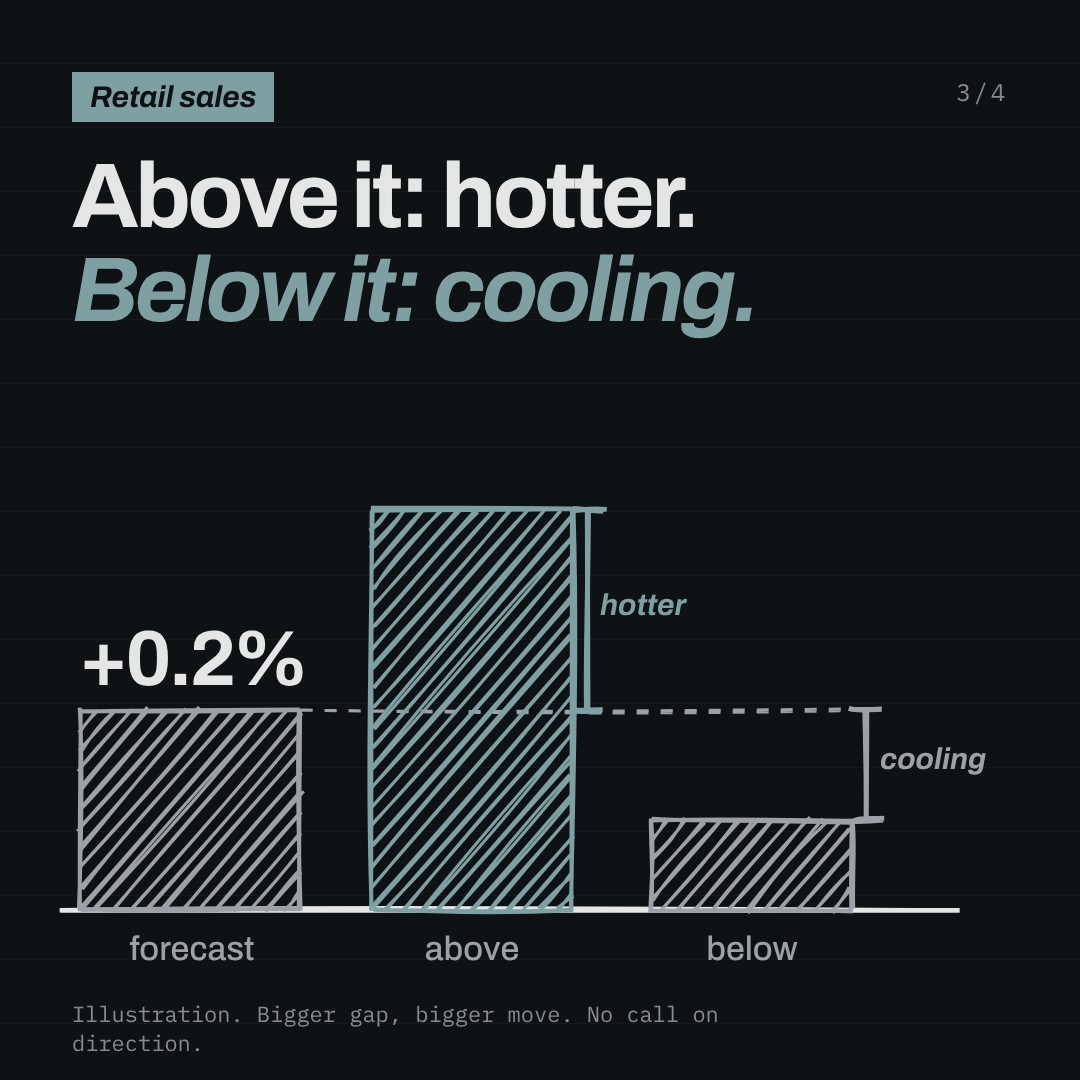 Retail sales
3/4
Above it: hotter.
Below it: cooling.
hotter
+0.2%
cooling
forecast
above
below
Illustration. Bigger gap, bigger move. No call on
direction.